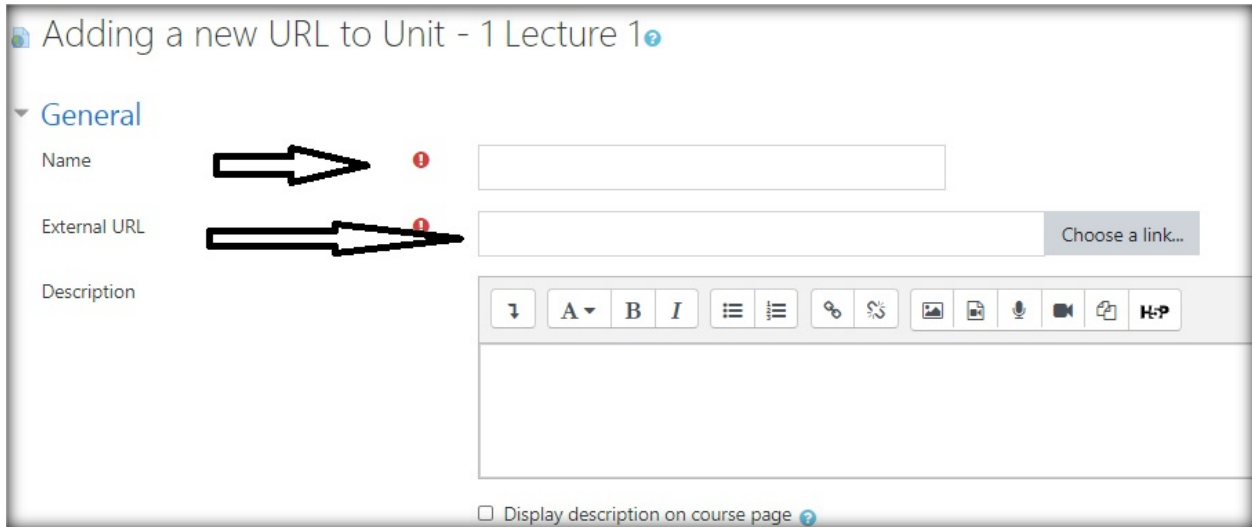 Adding a new URL to Unit - 1 Lecture 1
General
Name
External URL
Choose a link...
Description
A B I H5P
Display description on course page